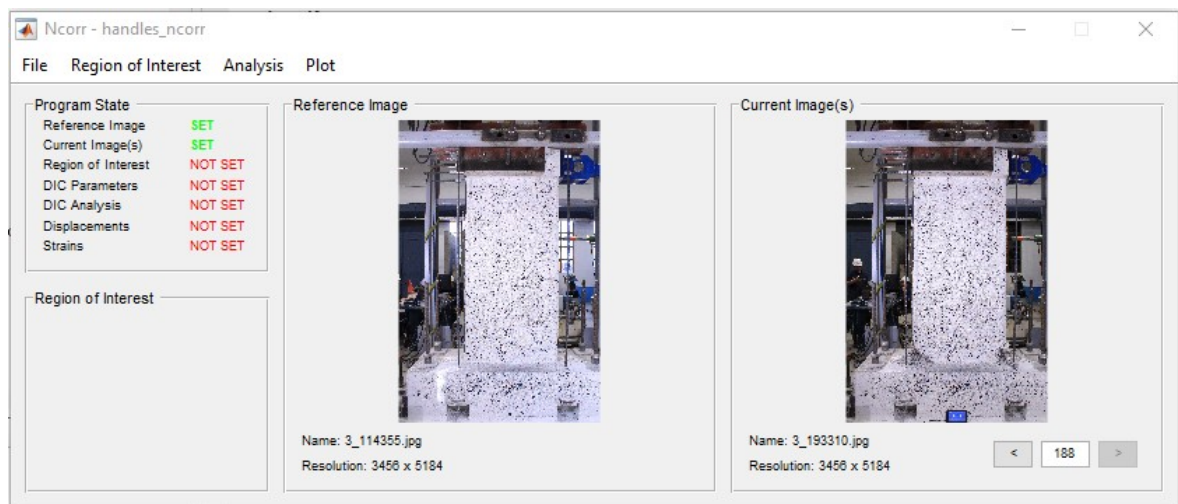 Ncorr - handles_ncorr
File Region of Interest Analysis Plot
Program State
Reference Image SET
Current Image(s) SET
Region of Interest NOT SET
DIC Parameters NOT SET
DIC Analysis NOT SET
Displacements NOT SET
Strains NOT SET
Region of Interest
Reference Image
Name: 3_114355.jpg
Resolution: 3456 x 5184
Current Image(s)
Name: 3_193310.jpg
Resolution: 3456 x 5184
< 188 >